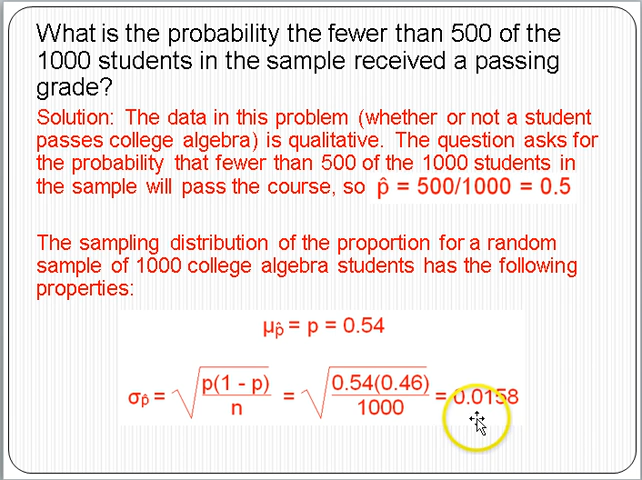 What is the probability the fewer than 500 of the
1000 students in the sample received a passing
grade?
Solution: The data in this problem (whether or not a student
passes college algebra) is qualitative. The question asks for
the probability that fewer than 500 of the 1000 students in
the sample will pass the course, so p̂ = 500/1000 = 0.5
The sampling distribution of the proportion for a random
sample of 1000 college algebra students has the following
properties:
μp̂ = p = 0.54
σp̂ = √(p(1 - p)/n) = √(0.54(0.46)/1000) = 0.0158